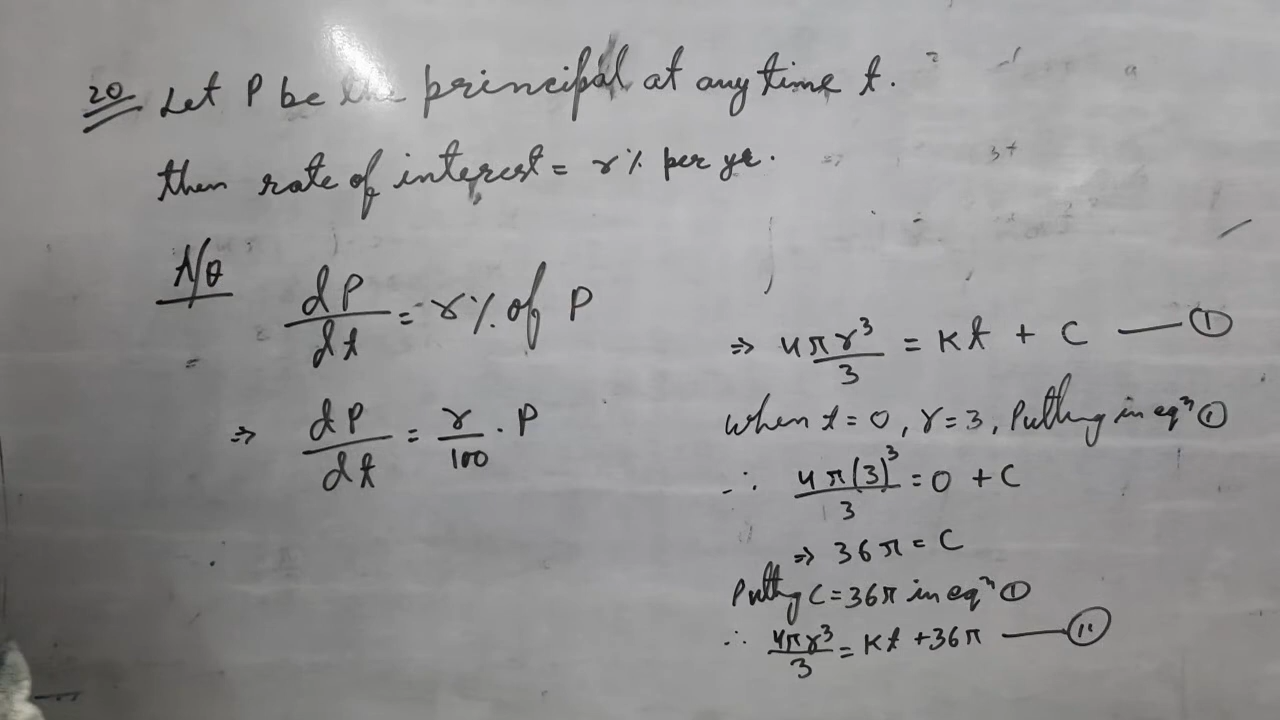 20 Let P be the principal at any time t.
then rate of interest = r% per yr.
A/Q
dP/dt = r% of P
⇒ dP/dt = r/100 . P
⇒ 4πr³/3 = Kt + C — ①
when t = 0, r = 3, Putting in eqⁿ ①
∴ 4π(3)³/3 = 0 + C
⇒ 36π = C
Putting C = 36π in eqⁿ ①
∴ 4πr³/3 = Kt + 36π — ⑪